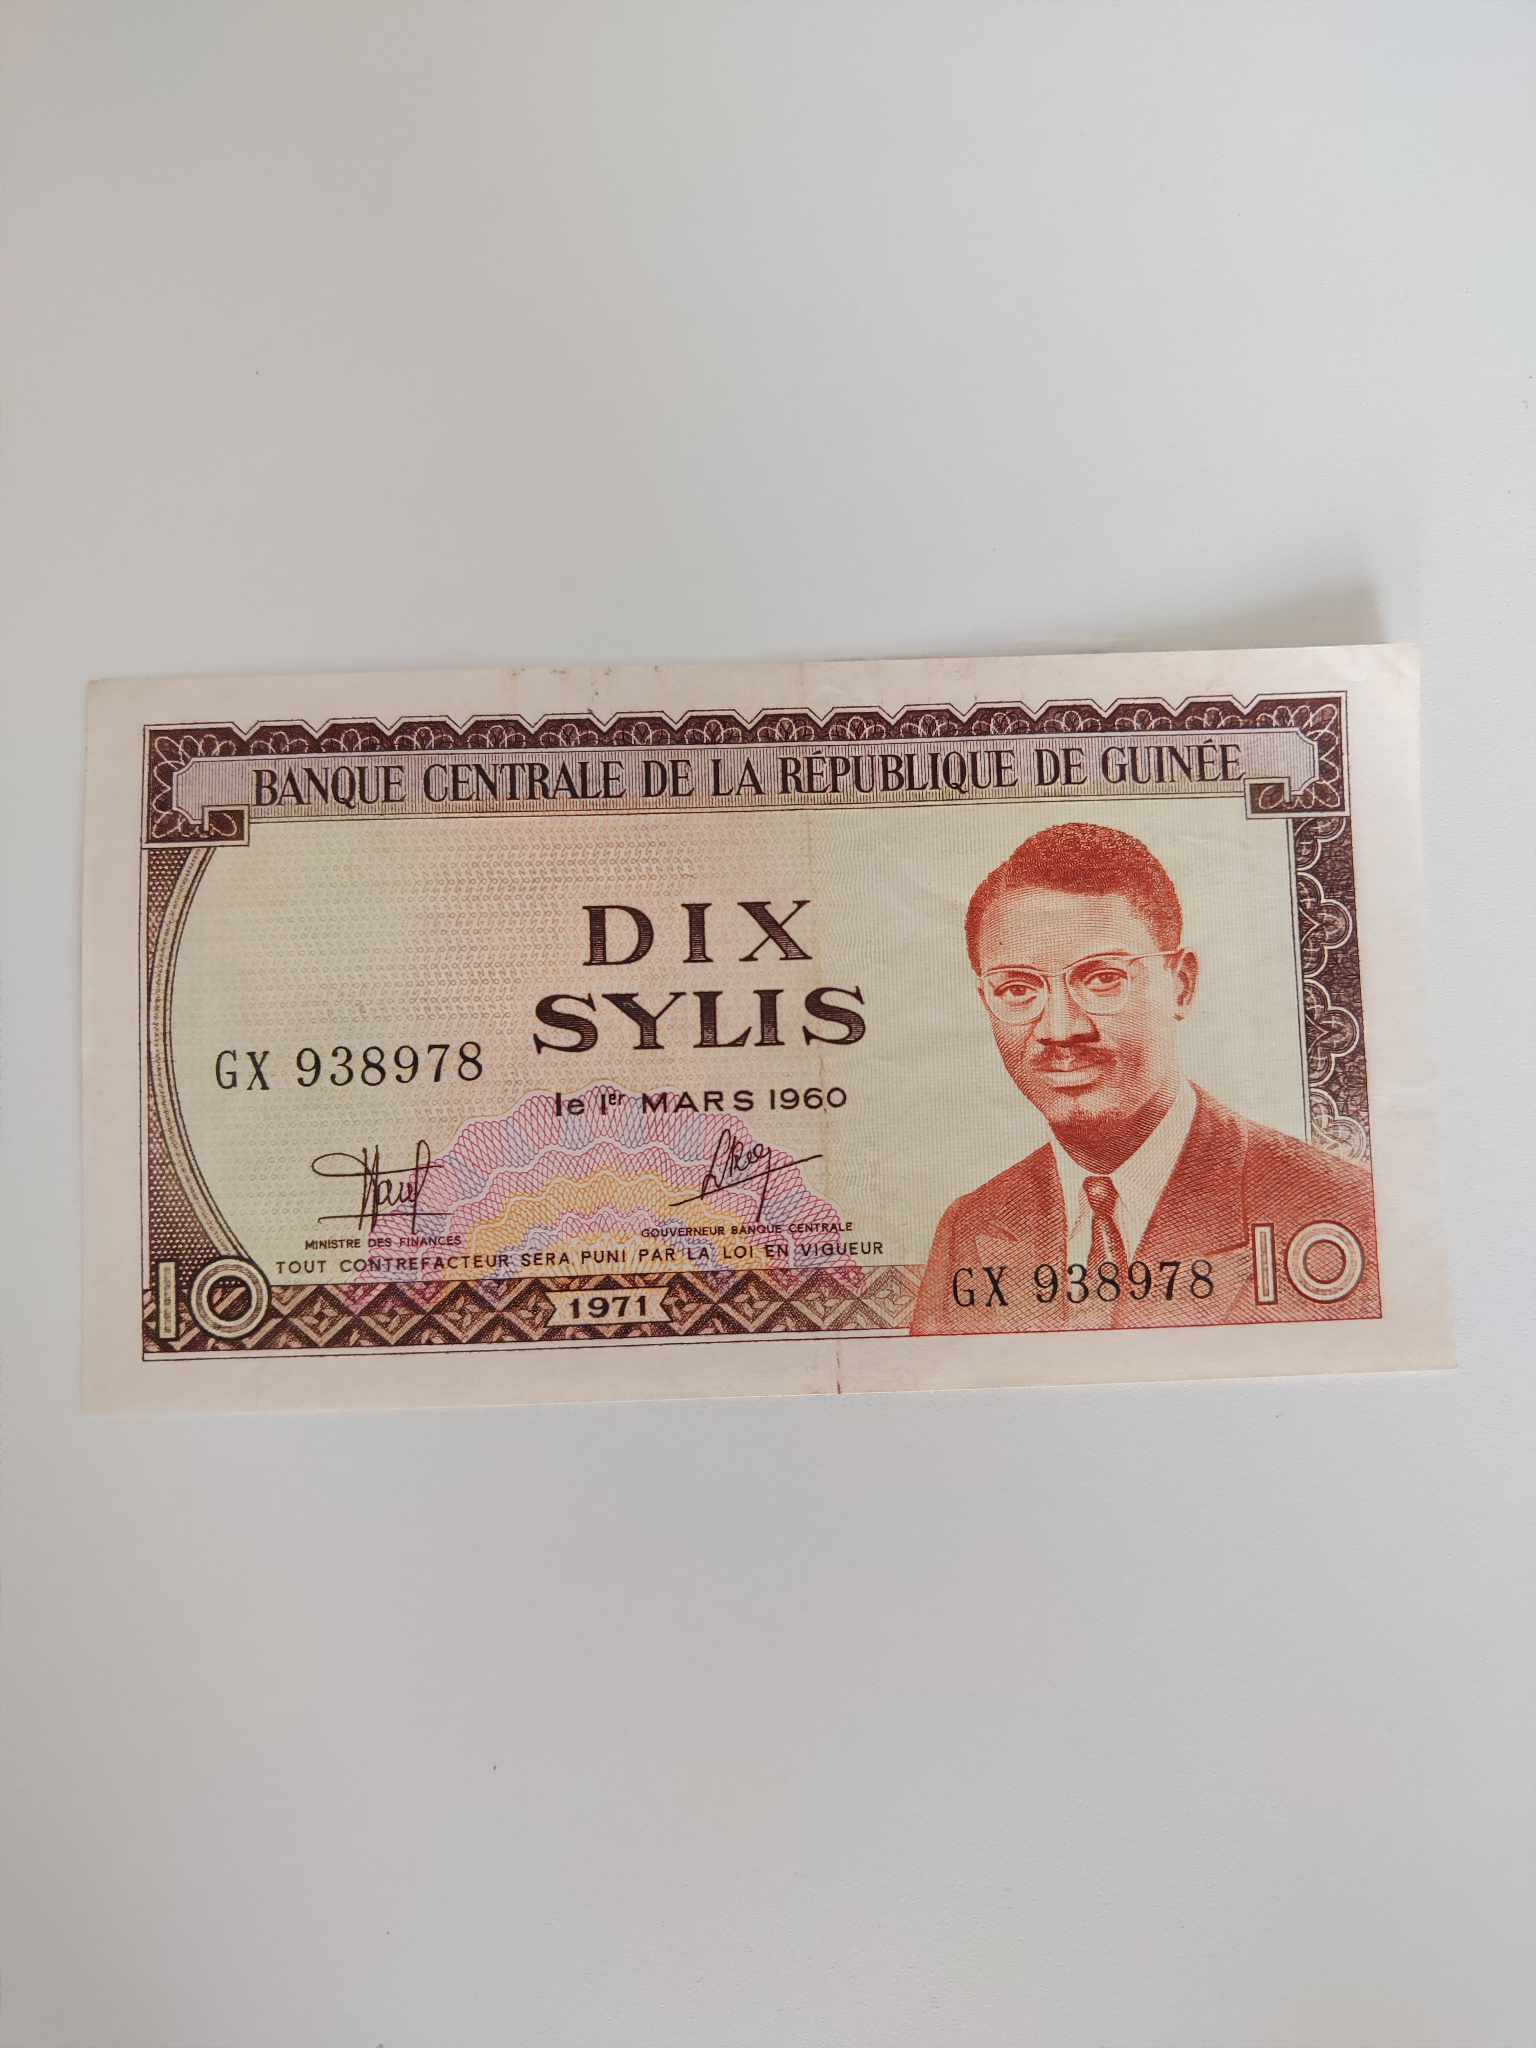 BANQUE CENTRALE DE LA RÉPUBLIQUE DE GUINÉE
DIX
SYLIS
GX 938978
le 1er MARS 1960
MINISTRE DES FINANCES
GOUVERNEUR BANQUE CENTRALE
TOUT CONTREFACTEUR SERA PUNI PAR LA LOI EN VIGUEUR
10
1971
GX 938978
10